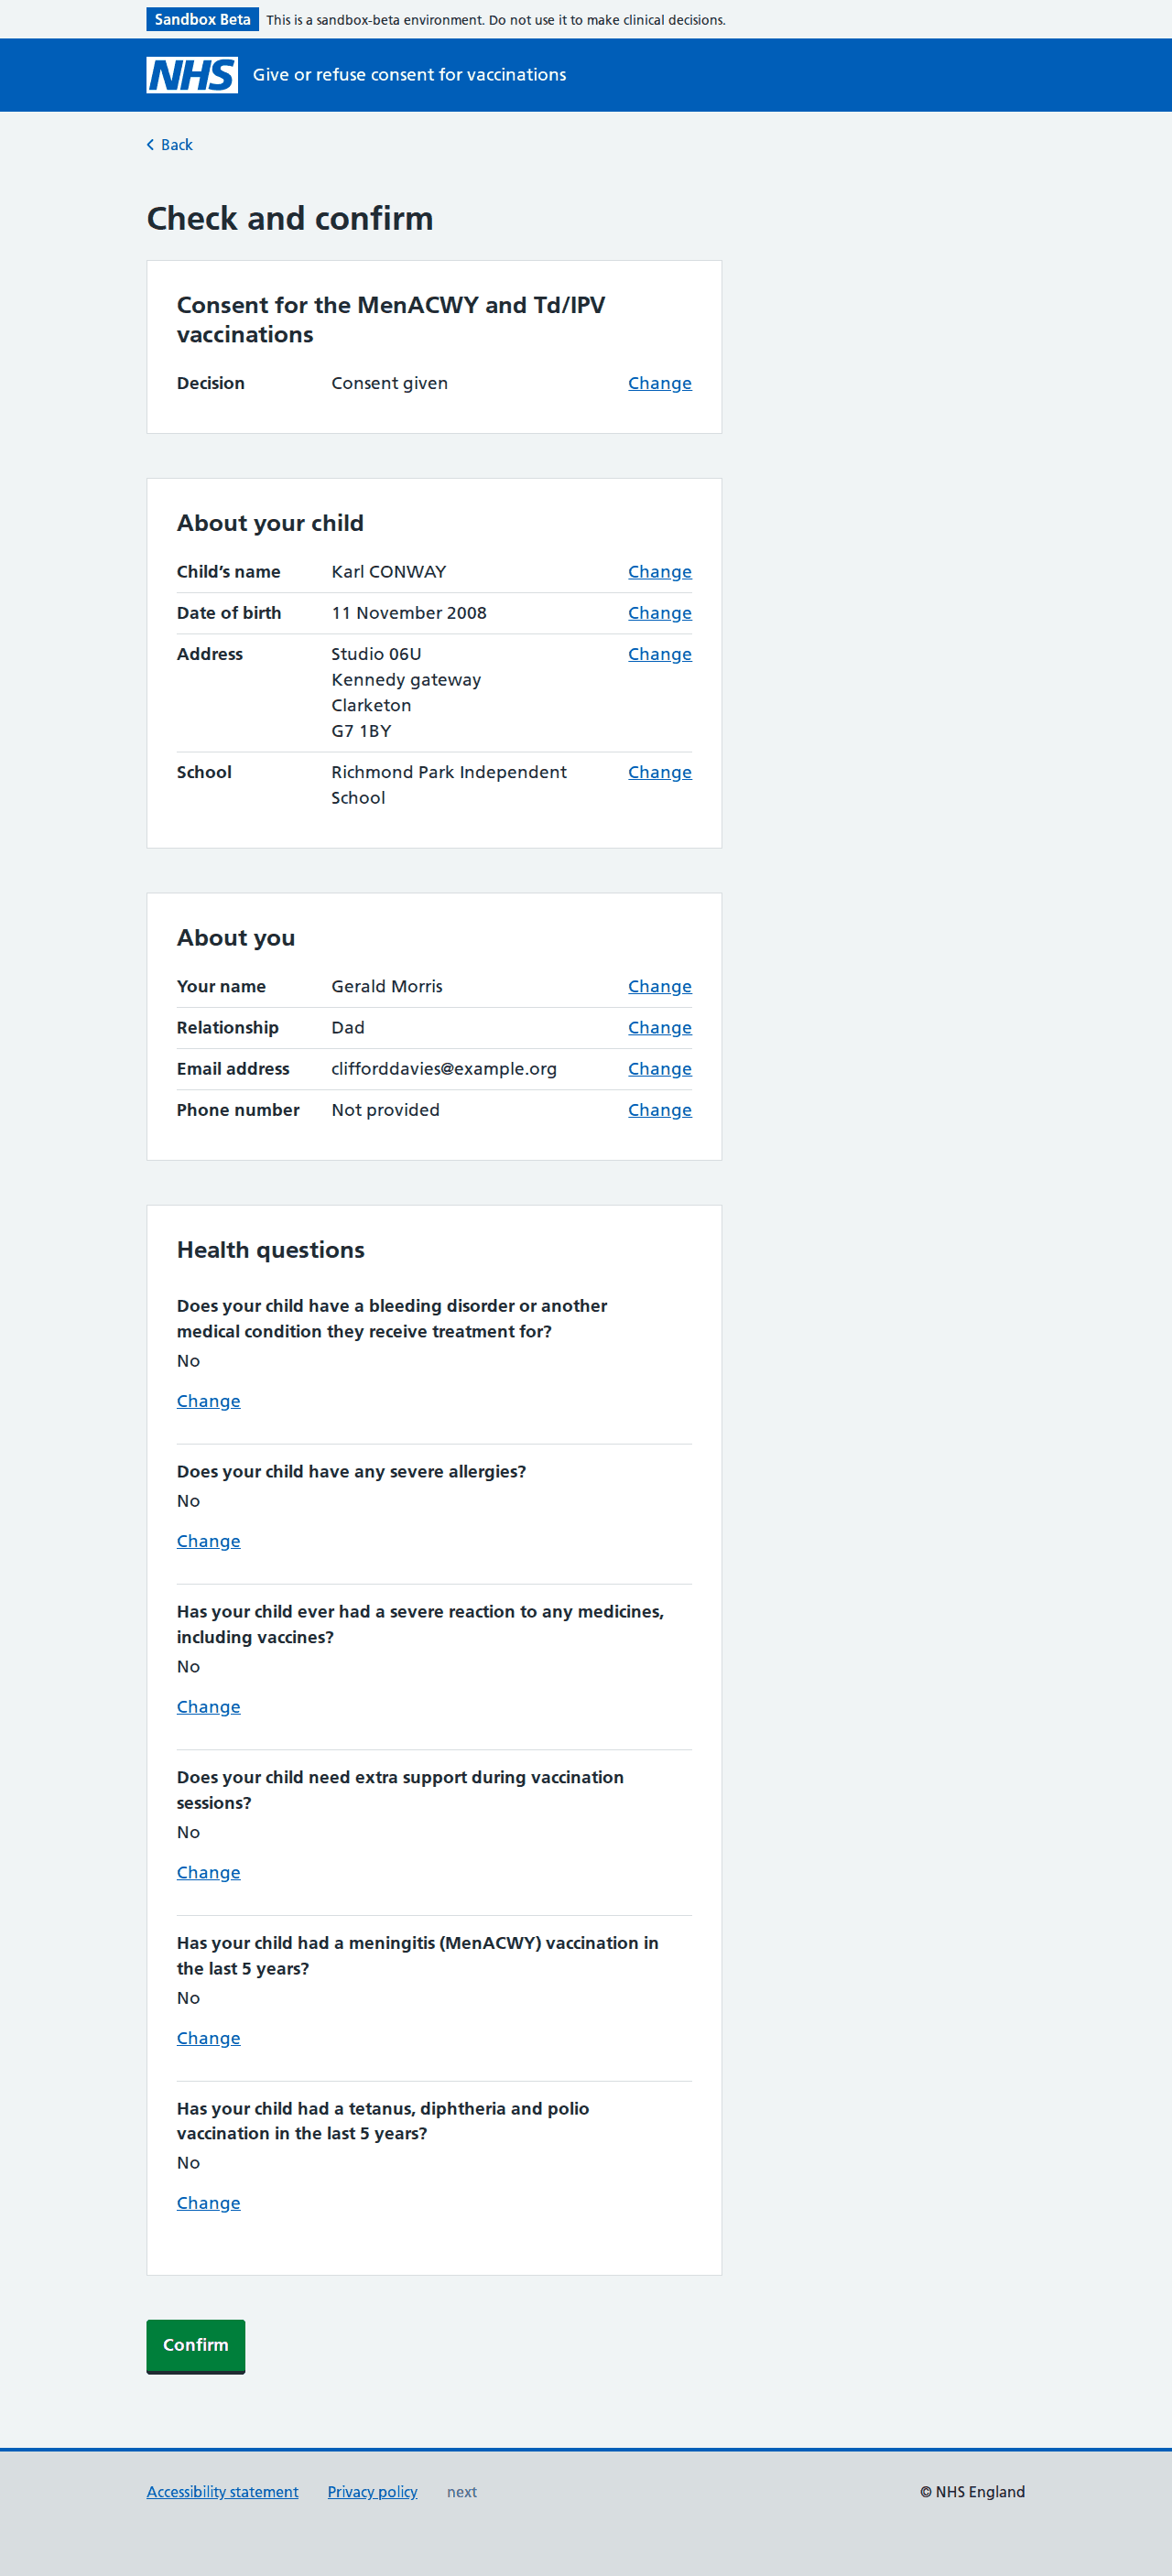 Sandbox Beta This is a sandbox-beta environment. Do not use it to make clinical decisions.
NHS Give or refuse consent for vaccinations
Back
Check and confirm
Consent for the MenACWY and Td/IPV
vaccinations
Decision Consent given Change
About your child
Child’s name Karl CONWAY Change
Date of birth 11 November 2008 Change
Address Studio 06U Change
Kennedy gateway
Clarketon
G7 1BY
School Richmond Park Independent Change
School
About you
Your name Gerald Morris Change
Relationship Dad Change
Email address clifforddavies@example.org Change
Phone number Not provided Change
Health questions
Does your child have a bleeding disorder or another
medical condition they receive treatment for?
No
Change
Does your child have any severe allergies?
No
Change
Has your child ever had a severe reaction to any medicines,
including vaccines?
No
Change
Does your child need extra support during vaccination
sessions?
No
Change
Has your child had a meningitis (MenACWY) vaccination in
the last 5 years?
No
Change
Has your child had a tetanus, diphtheria and polio
vaccination in the last 5 years?
No
Change
Confirm
Accessibility statement Privacy policy next © NHS England